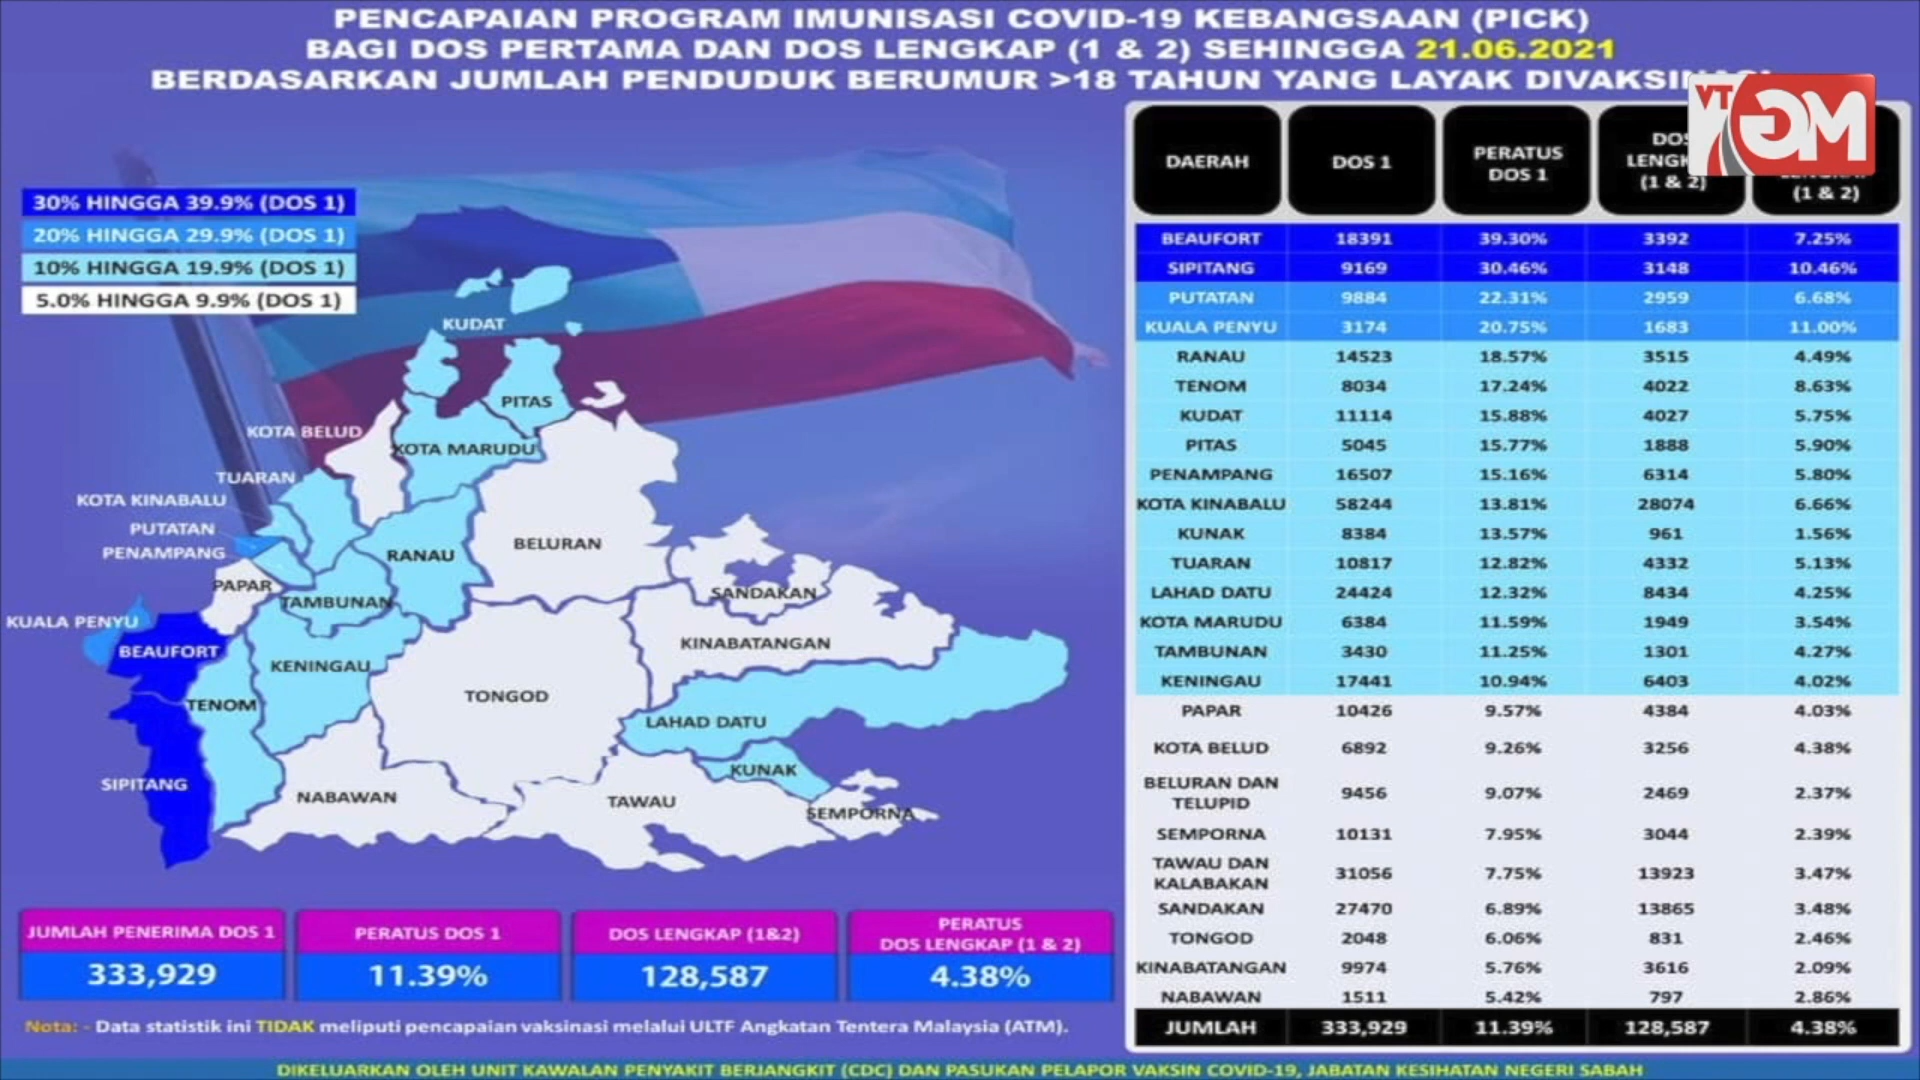 PENCAPAIAN PROGRAM IMUNISASI COVID-19 KEBANGSAAN (PICK)
BAGI DOS PERTAMA DAN DOS LENGKAP (1 & 2) SEHINGGA 21.06.2021
BERDASARKAN JUMLAH PENDUDUK BERUMUR >18 TAHUN YANG LAYAK
VT GM
30% HINGGA 39.9% (DOS 1)
20% HINGGA 29.9% (DOS 1)
10% HINGGA 19.9% (DOS 1)
5.0% HINGGA 9.9% (DOS 1)
KUDAT
PITAS
KOTA BELUD
KOTA MARUDU
TUARAN
KOTA KINABALU
PUTATAN
PENAMPANG
RANAU
BELURAN
PAPAR
TAMBUNAN
SANDAKAN
KUALA PENYU
BEAUFORT
KINABATANGAN
KENINGAU
TENOM
TONGOD
LAHAD DATU
KUNAK
SIPITANG
NABAWAN
TAWAU
SEMPORNA
DAERAH DOS 1 PERATUS DOS 1 (1 & 2) (1 & 2)
BEAUFORT 18391 39.30% 3392 7.25%
SIPITANG 9169 30.46% 3148 10.46%
PUTATAN 9884 22.31% 2959 6.68%
KUALA PENYU 3174 20.75% 1683 11.00%
RANAU 14523 18.57% 3515 4.49%
TENOM 8034 17.24% 4022 8.63%
KUDAT 11114 15.88% 4027 5.75%
PITAS 5045 15.77% 1888 5.90%
PENAMPANG 16507 15.16% 6314 5.80%
KOTA KINABALU 58244 13.81% 28074 6.66%
KUNAK 8384 13.57% 961 1.56%
TUARAN 10817 12.82% 4332 5.13%
LAHAD DATU 24424 12.32% 8434 4.25%
KOTA MARUDU 6384 11.59% 1949 3.54%
TAMBUNAN 3430 11.25% 1301 4.27%
KENINGAU 17441 10.94% 6403 4.02%
PAPAR 10426 9.57% 4384 4.03%
KOTA BELUD 6892 9.26% 3256 4.38%
BELURAN DAN TELUPID 9456 9.07% 2469 2.37%
SEMPORNA 10131 7.95% 3044 2.39%
TAWAU DAN KALABAKAN 31056 7.75% 13923 3.47%
SANDAKAN 27470 6.89% 13865 3.48%
TONGOD 2048 6.06% 831 2.46%
KINABATANGAN 9974 5.76% 3616 2.09%
NABAWAN 1511 5.42% 797 2.86%
JUMLAH 333,929 11.39% 128,587 4.38%
JUMLAH PENERIMA DOS 1
333,929
PERATUS DOS 1
11.39%
DOS LENGKAP (1&2)
128,587
PERATUS
DOS LENGKAP (1 & 2)
4.38%
Nota: - Data statistik ini TIDAK meliputi pencapaian vaksinasi melalui ULTF Angkatan Tentera Malaysia (ATM).
DIKELUARKAN OLEH UNIT KAWALAN PENYAKIT BERJANGKIT (CDC) DAN PASUKAN PELAPOR VAKSIN COVID-19, JABATAN KESIHATAN NEGERI SABAH